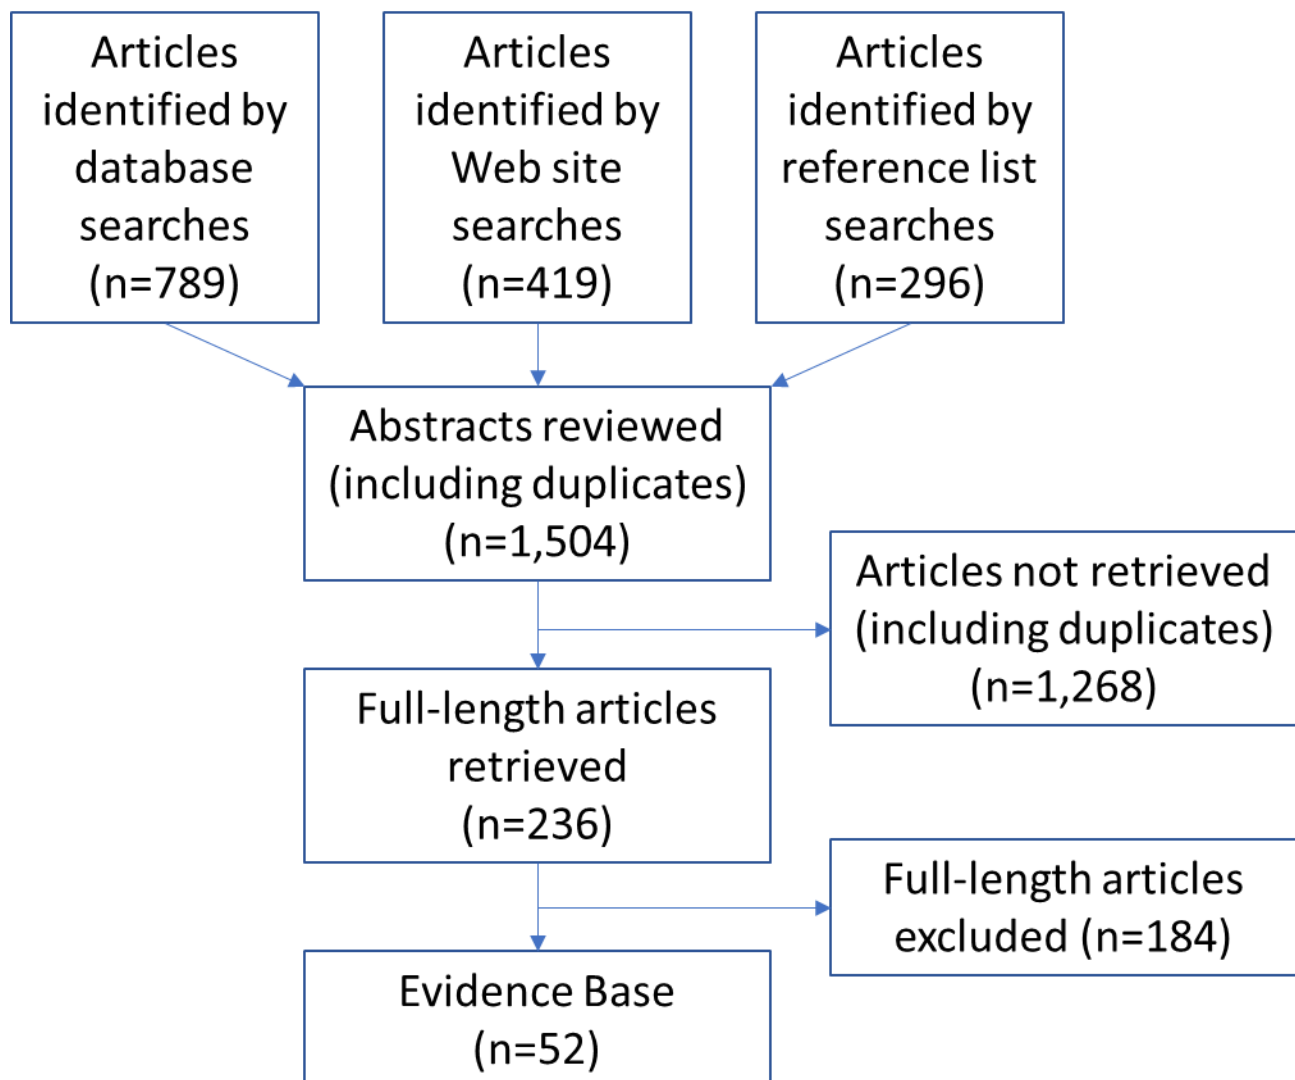 Articles
identified by
database
searches
(n=789)
Articles
identified by
Web site
searches
(n=419)
Articles
identified by
reference list
searches
(n=296)
Abstracts reviewed
(including duplicates)
(n=1,504)
Articles not retrieved
(including duplicates)
(n=1,268)
Full-length articles
retrieved
(n=236)
Full-length articles
excluded (n=184)
Evidence Base
(n=52)